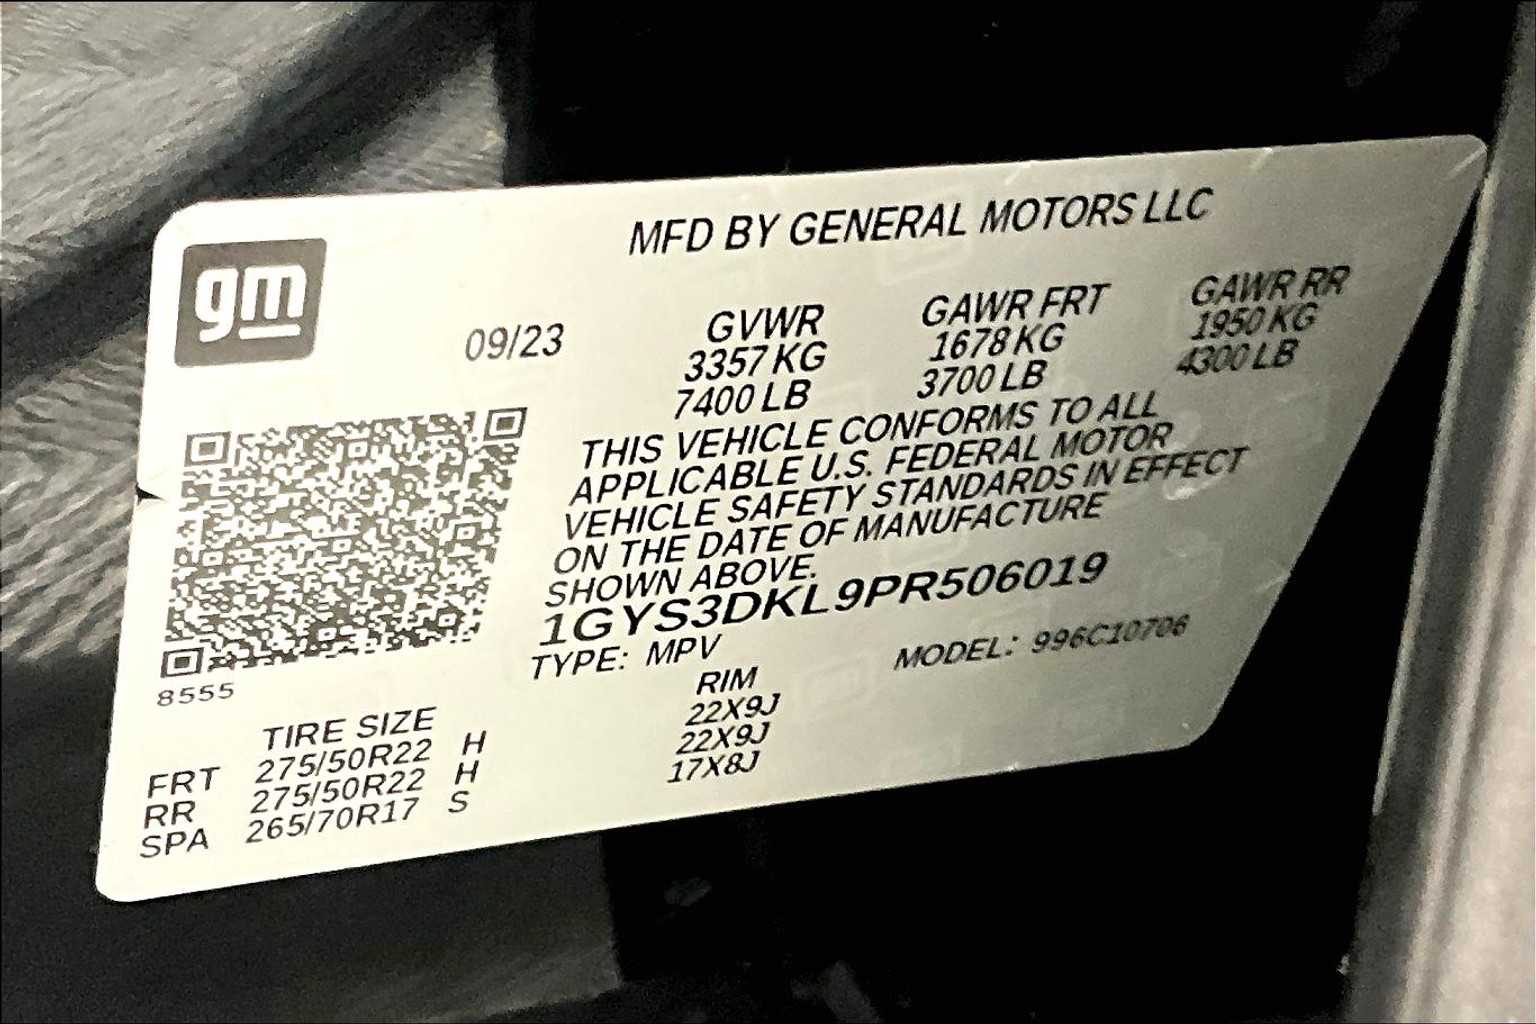 gm
MFD BY GENERAL MOTORS LLC
09/23
GVWR GAWR FRT GAWR RR
3357 KG 1678 KG 1950 KG
7400 LB 3700 LB 4300 LB
THIS VEHICLE CONFORMS TO ALL
APPLICABLE U.S. FEDERAL MOTOR
VEHICLE SAFETY STANDARDS IN EFFECT
ON THE DATE OF MANUFACTURE
SHOWN ABOVE.
1GYS3DKL9PR506019
TYPE: MPV MODEL: 996C10706
8555
TIRE SIZE RIM
FRT 275/50R22 H 22X9J
RR 275/50R22 H 22X9J
SPA 265/70R17 S 17X8J